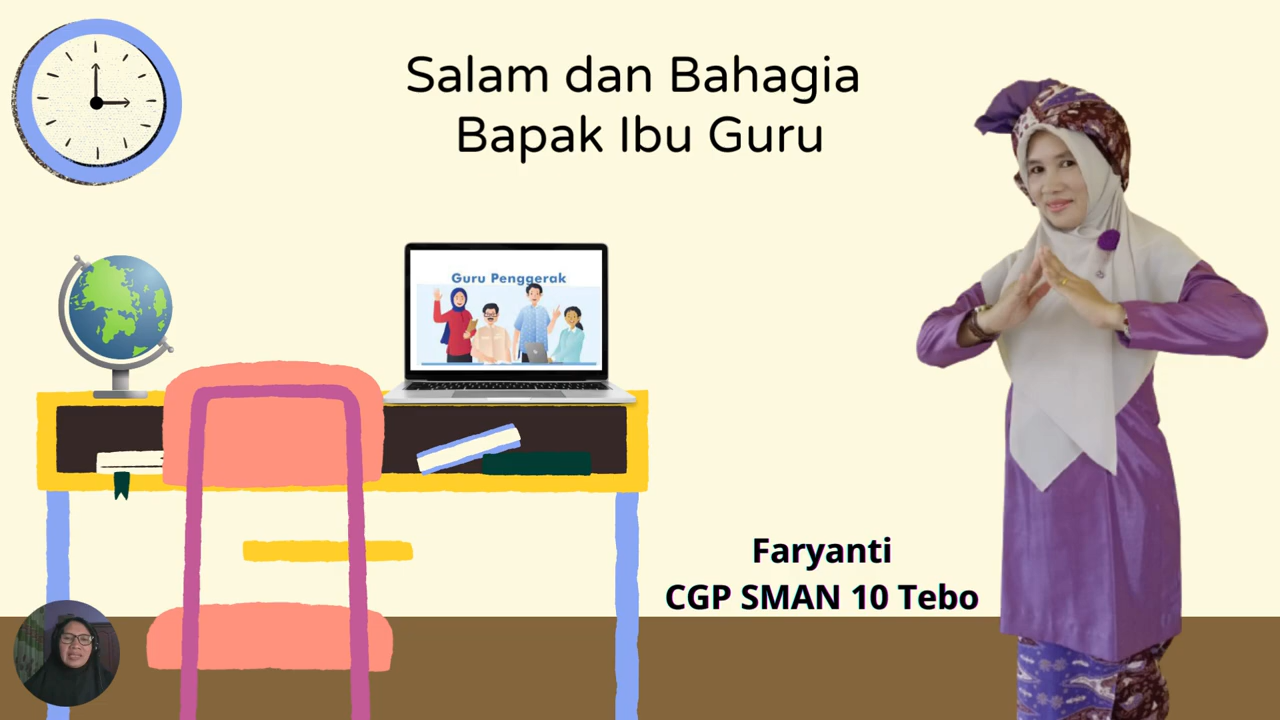 Salam dan Bahagia
Bapak Ibu Guru
Guru Penggerak
Faryanti
CGP SMAN 10 Tebo